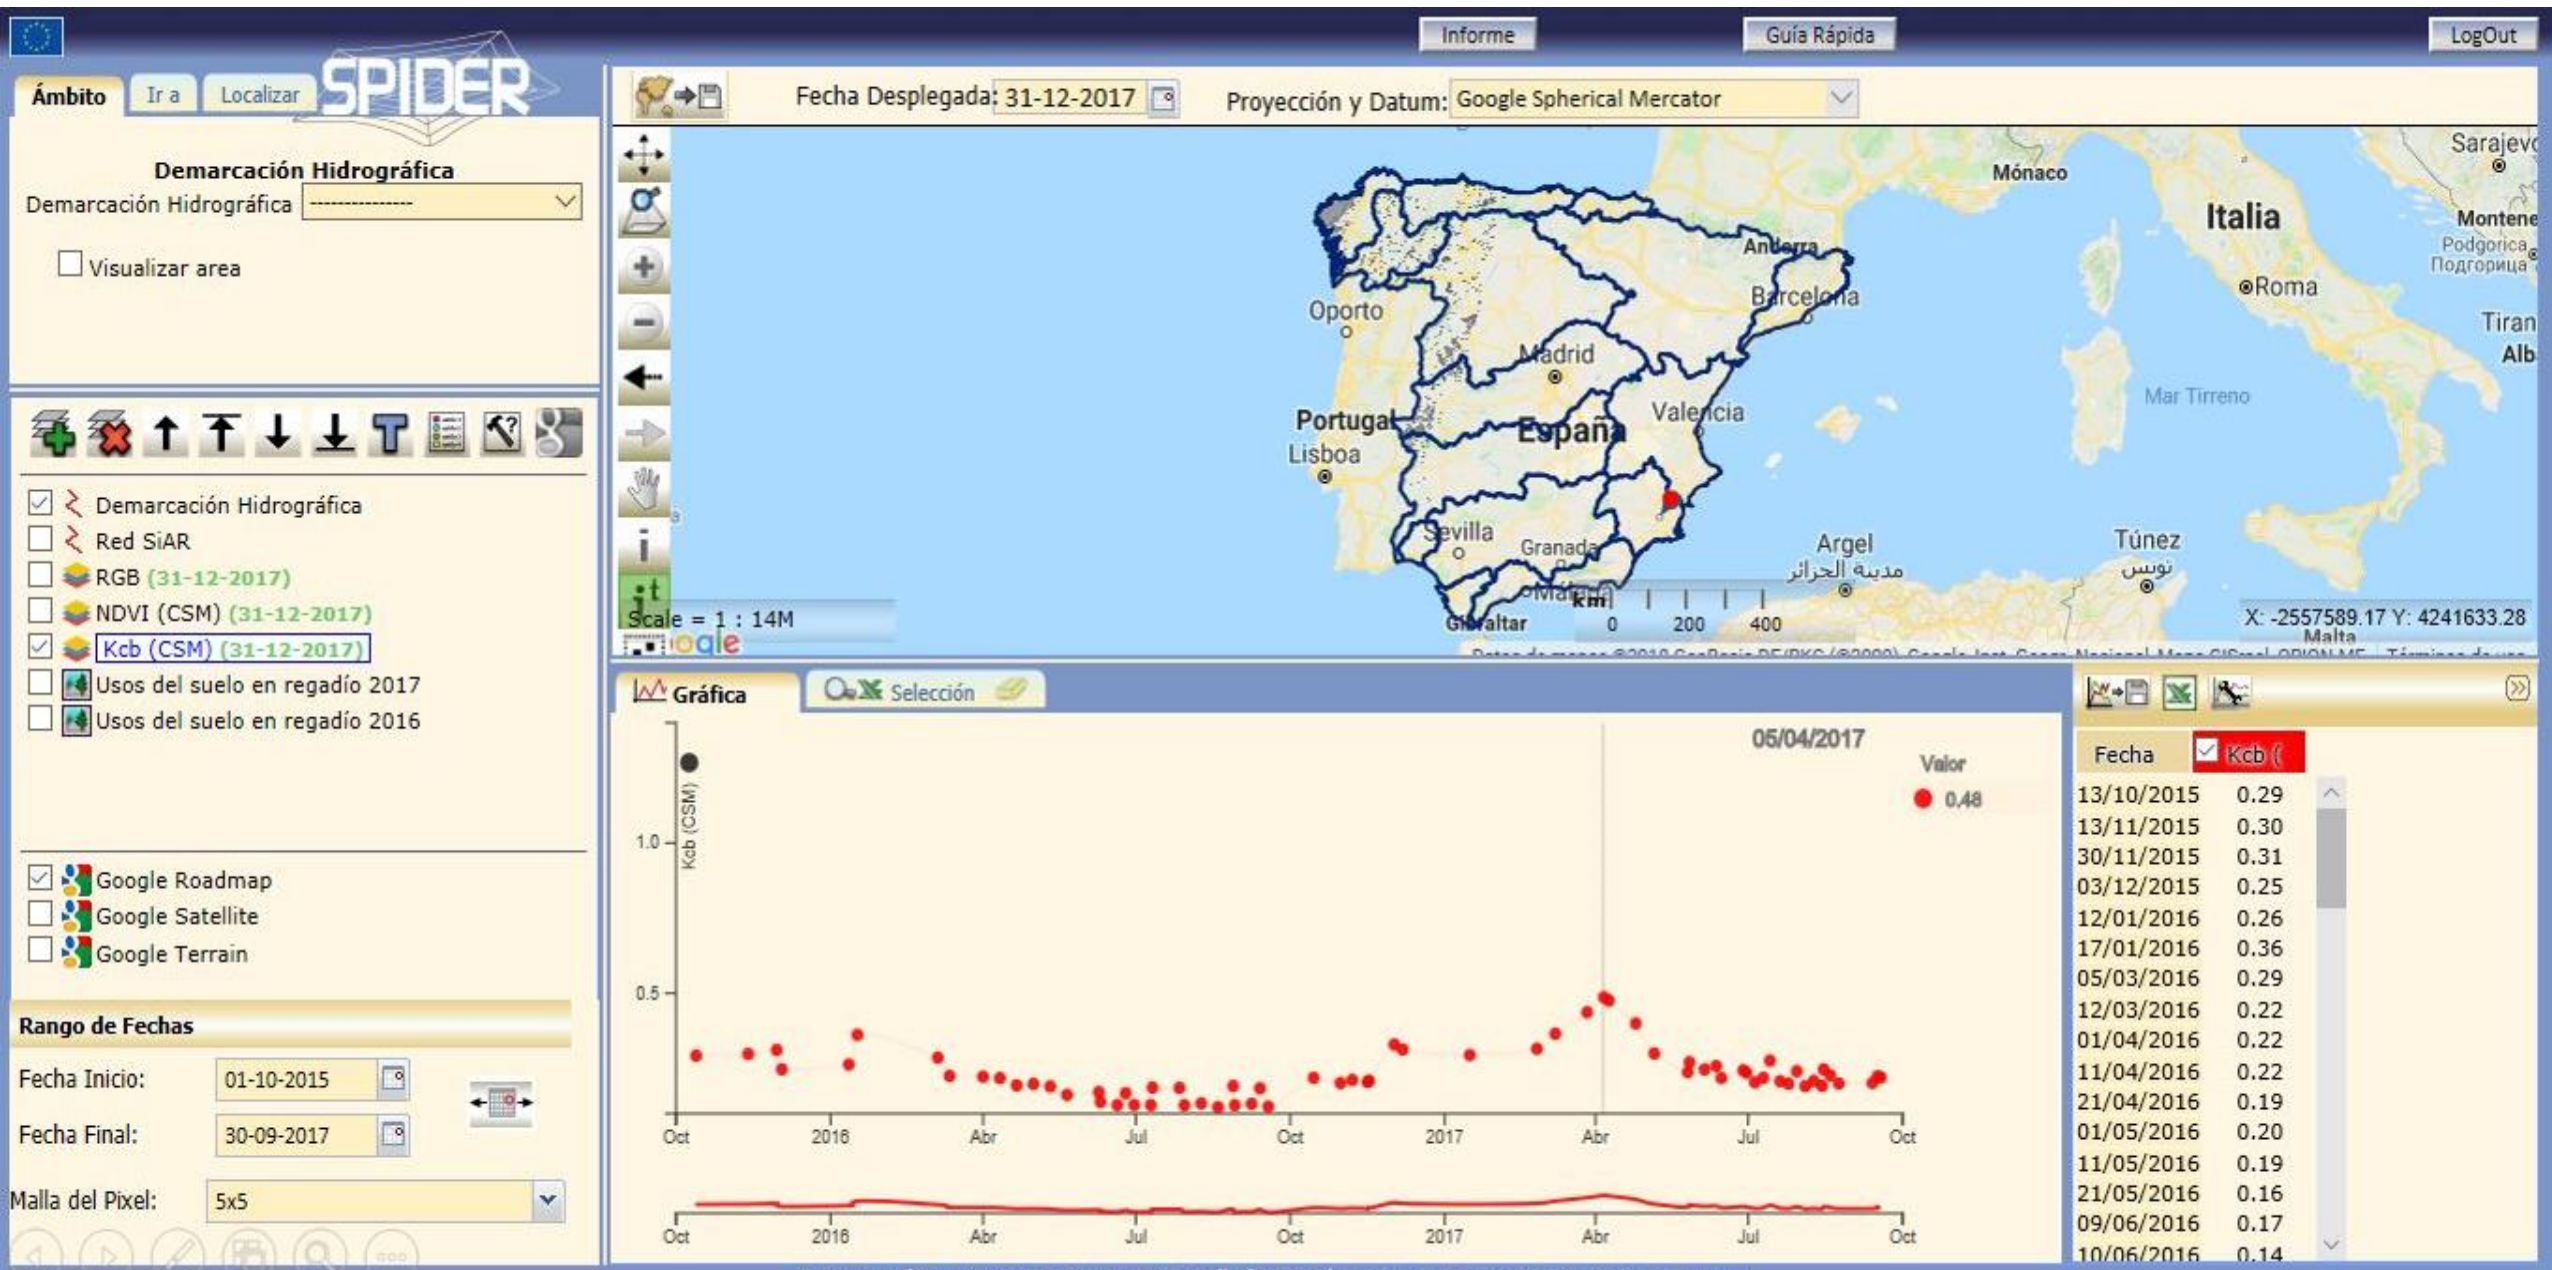 Informe
Guía Rápida
LogOut
SPIDER
Ámbito
Ir a
Localizar
Fecha Desplegada: 31-12-2017
Proyección y Datum: Google Spherical Mercator
Demarcación Hidrográfica
Demarcación Hidrográfica ---------------
Visualizar area
Demarcación Hidrográfica
Red SiAR
RGB (31-12-2017)
NDVI (CSM) (31-12-2017)
Kcb (CSM) (31-12-2017)
Usos del suelo en regadío 2017
Usos del suelo en regadío 2016
Google Roadmap
Google Satellite
Google Terrain
Rango de Fechas
Fecha Inicio: 01-10-2015
Fecha Final: 30-09-2017
Malla del Pixel: 5x5
Sarajevo
Mónaco
Italia
Montene
Podgorica
Подгорица
Andorra
Roma
Barcelona
Oporto
Tiran
Alb
Madrid
Mar Tirreno
Portugal
Valencia
España
Lisboa
Sevilla
Granada
Argel
مدينة الجزائر
Túnez
تونس
Málaga
Gibraltar
Malta
km
0 200 400
Scale = 1 : 14M
X: -2557589.17 Y: 4241633.28
Gráfica
Selección
05/04/2017
Valor
0.48
Kcb (CSM)
1.0
0.5
Oct 2016 Abr Jul Oct 2017 Abr Jul Oct
Oct 2016 Abr Jul Oct 2017 Abr Jul Oct
Fecha Kcb (
13/10/2015 0.29
13/11/2015 0.30
30/11/2015 0.31
03/12/2015 0.25
12/01/2016 0.26
17/01/2016 0.36
05/03/2016 0.29
12/03/2016 0.22
01/04/2016 0.22
11/04/2016 0.22
21/04/2016 0.19
01/05/2016 0.20
11/05/2016 0.19
21/05/2016 0.16
09/06/2016 0.17
10/06/2016 0.14